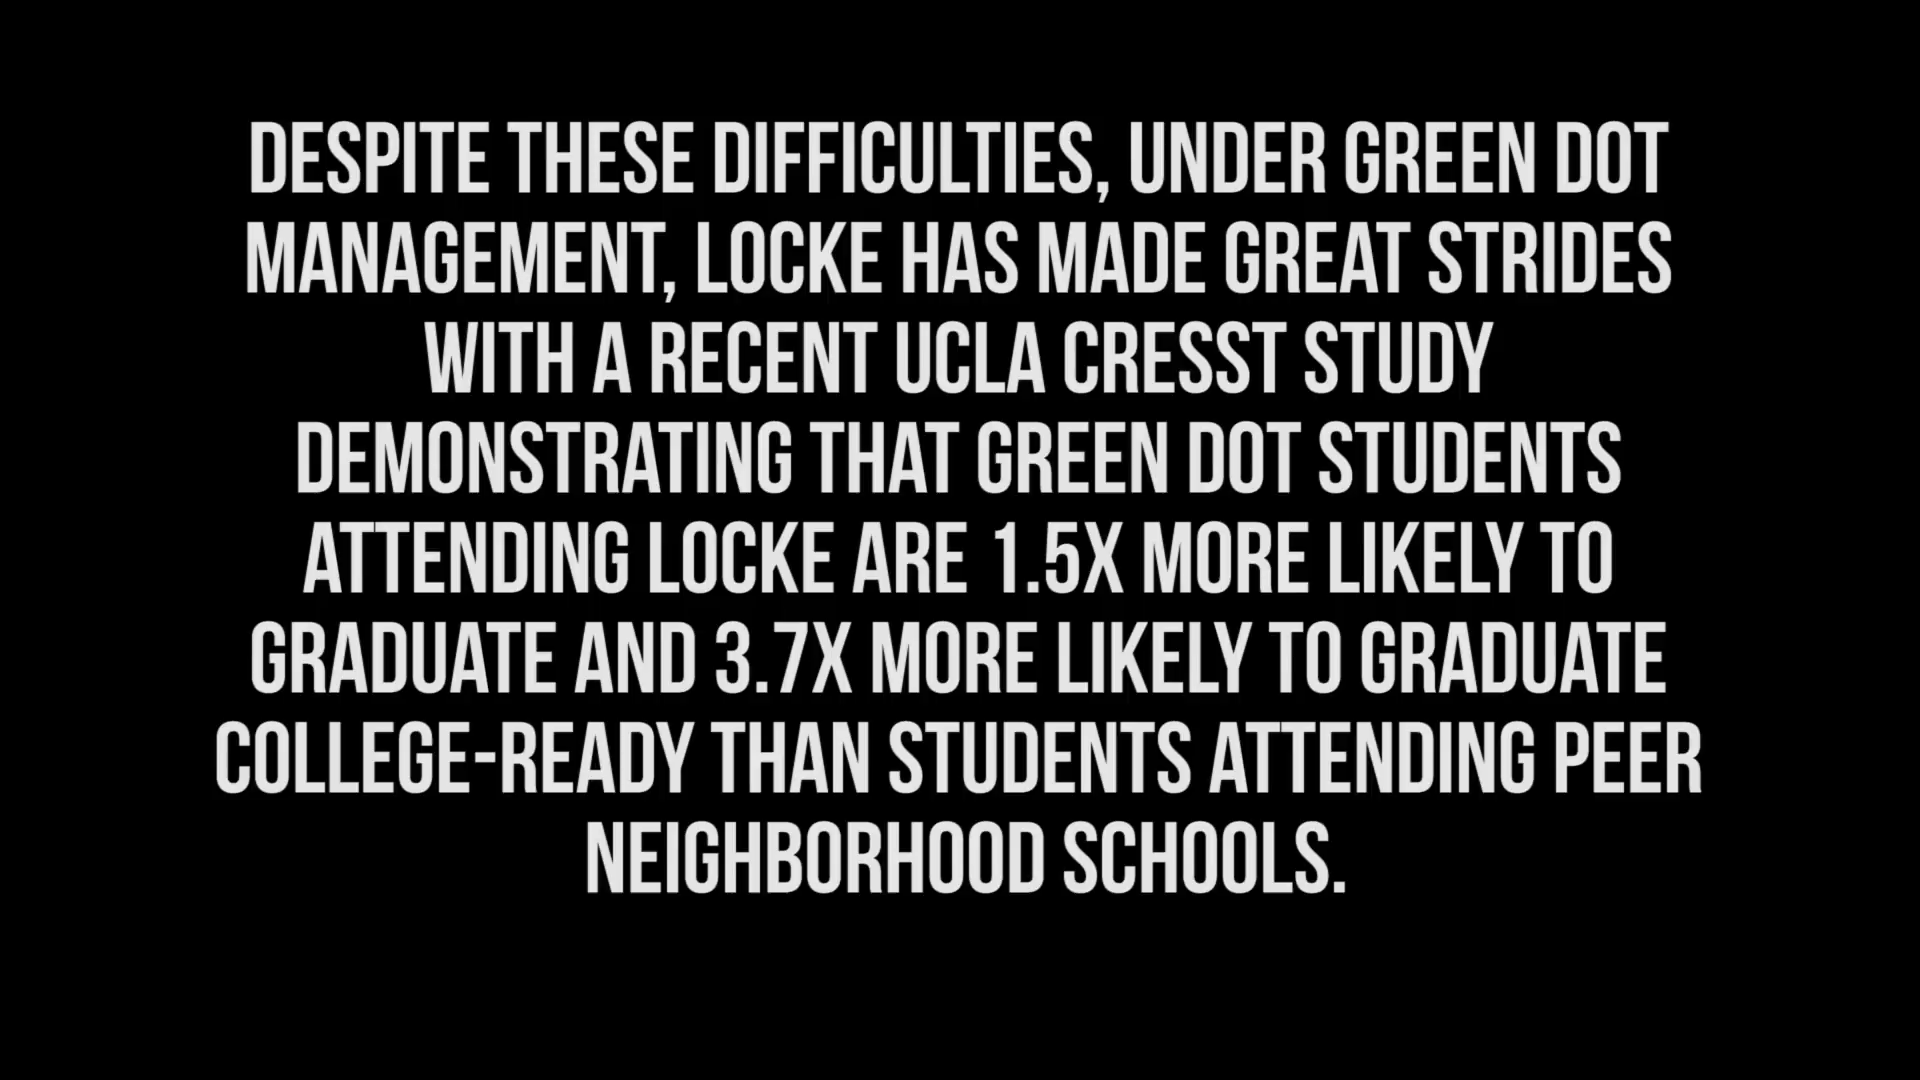 DESPITE THESE DIFFICULTIES, UNDER GREEN DOT
MANAGEMENT, LOCKE HAS MADE GREAT STRIDES
WITH A RECENT UCLA CRESST STUDY
DEMONSTRATING THAT GREEN DOT STUDENTS
ATTENDING LOCKE ARE 1.5X MORE LIKELY TO
GRADUATE AND 3.7X MORE LIKELY TO GRADUATE
COLLEGE-READY THAN STUDENTS ATTENDING PEER
NEIGHBORHOOD SCHOOLS.